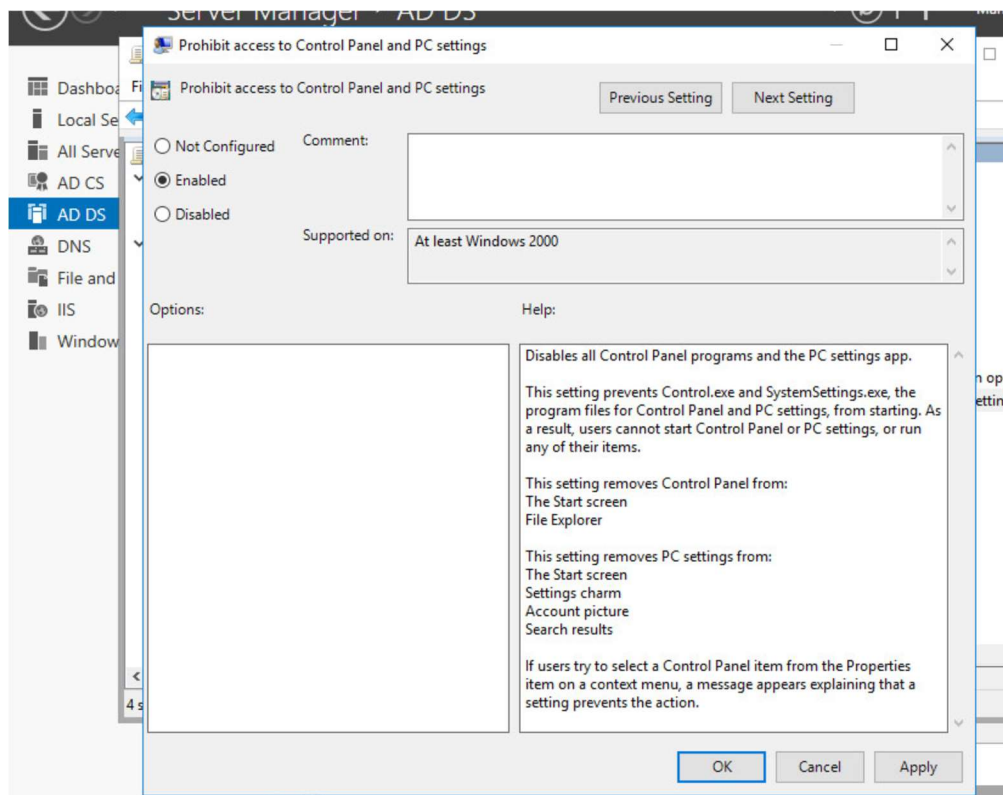 Server Manager · AD DS
Prohibit access to Control Panel and PC settings
Prohibit access to Control Panel and PC settings
Previous Setting
Next Setting
Not Configured
Comment:
Enabled
Disabled
Supported on:
At least Windows 2000
Options:
Help:
Disables all Control Panel programs and the PC settings app.
This setting prevents Control.exe and SystemSettings.exe, the
program files for Control Panel and PC settings, from starting. As
a result, users cannot start Control Panel or PC settings, or run
any of their items.
This setting removes Control Panel from:
The Start screen
File Explorer
This setting removes PC settings from:
The Start screen
Settings charm
Account picture
Search results
If users try to select a Control Panel item from the Properties
item on a context menu, a message appears explaining that a
setting prevents the action.
OK
Cancel
Apply
Dashboa
Fi
Local Se
All Serve
AD CS
AD DS
DNS
File and
IIS
Window
4 s
n op
ettin